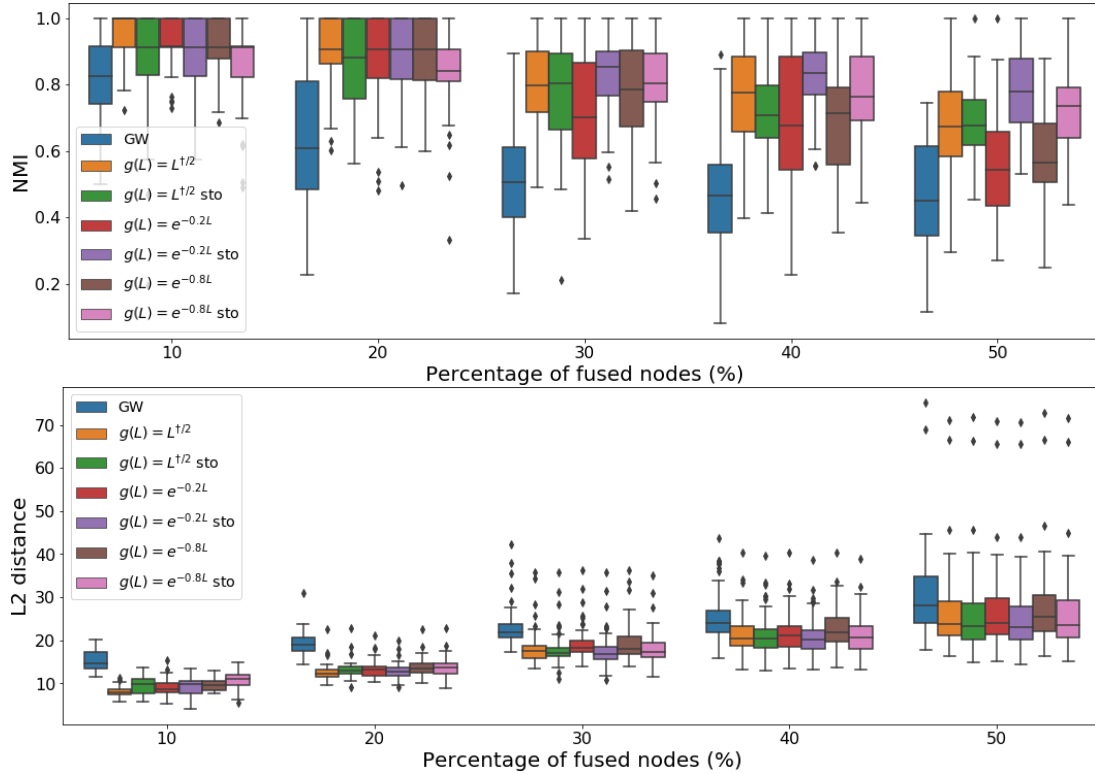 1.0
0.8
0.6
0.4
0.2
NMI
GW
g(L) = L^{†/2}
g(L) = L^{†/2} sto
g(L) = e^{−0.2L}
g(L) = e^{−0.2L} sto
g(L) = e^{−0.8L}
g(L) = e^{−0.8L} sto
10 20 30 40 50
Percentage of fused nodes (%)
70
60
50
40
30
20
10
L2 distance
GW
g(L) = L^{†/2}
g(L) = L^{†/2} sto
g(L) = e^{−0.2L}
g(L) = e^{−0.2L} sto
g(L) = e^{−0.8L}
g(L) = e^{−0.8L} sto
10 20 30 40 50
Percentage of fused nodes (%)